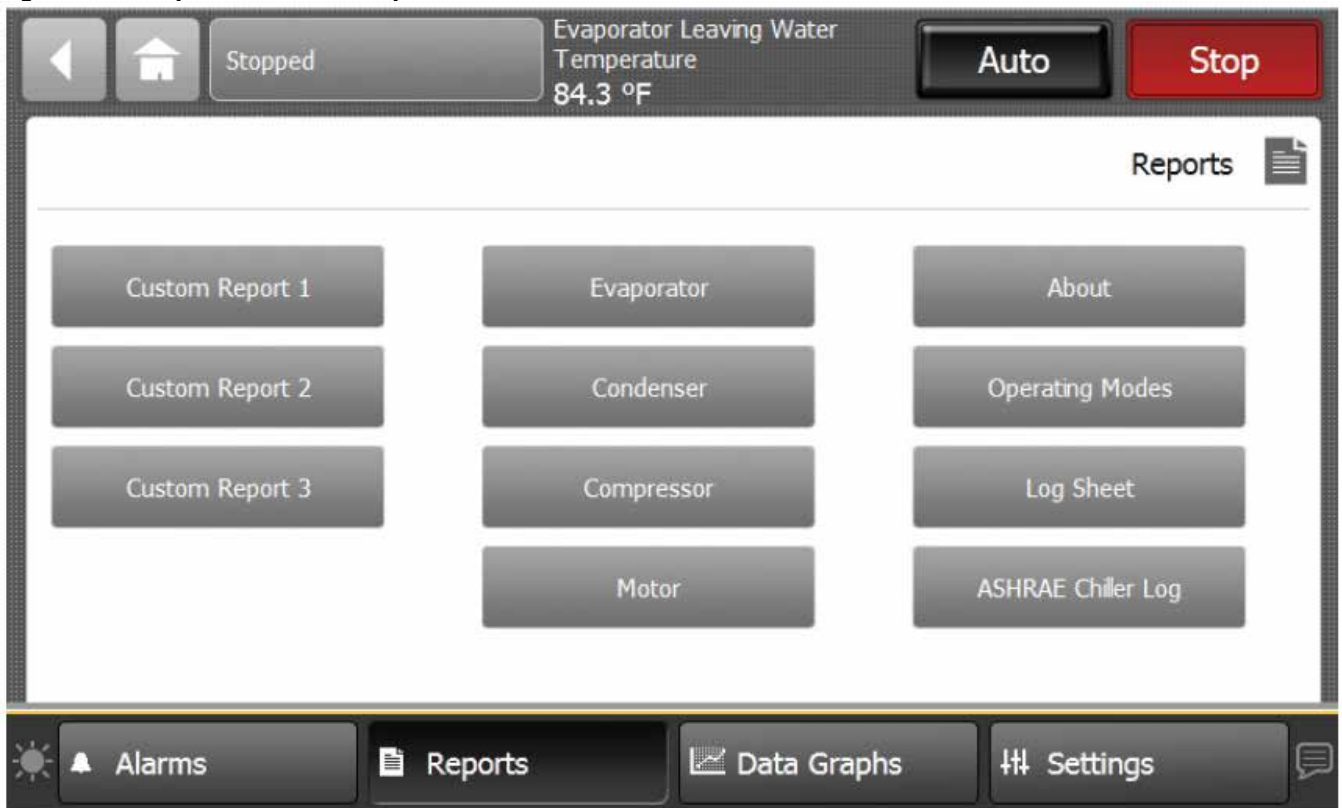 Stopped
Evaporator Leaving Water
Temperature
84.3 ºF
Auto
Stop
Reports
Custom Report 1
Evaporator
About
Custom Report 2
Condenser
Operating Modes
Custom Report 3
Compressor
Log Sheet
Motor
ASHRAE Chiller Log
Alarms
Reports
Data Graphs
Settings